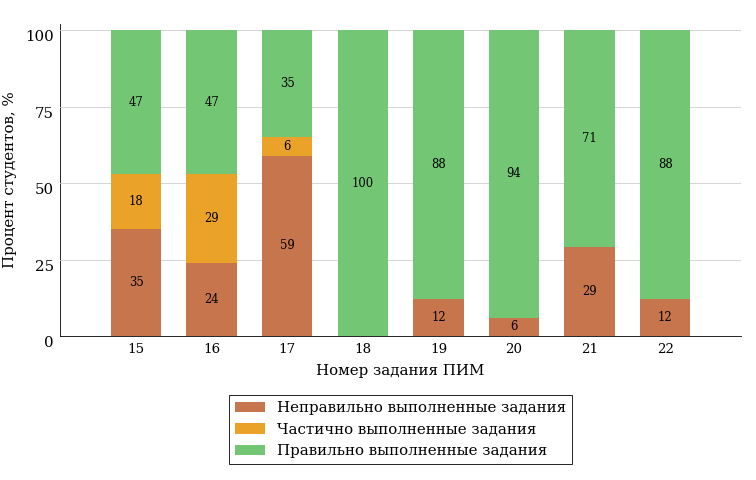 Процент студентов, %
100
75
50
25
0
47 47 35 100 88 94 71 88
18 29 6
35 24 59 12 6 29 12
15 16 17 18 19 20 21 22
Номер задания ПИМ
Неправильно выполненные задания
Частично выполненные задания
Правильно выполненные задания